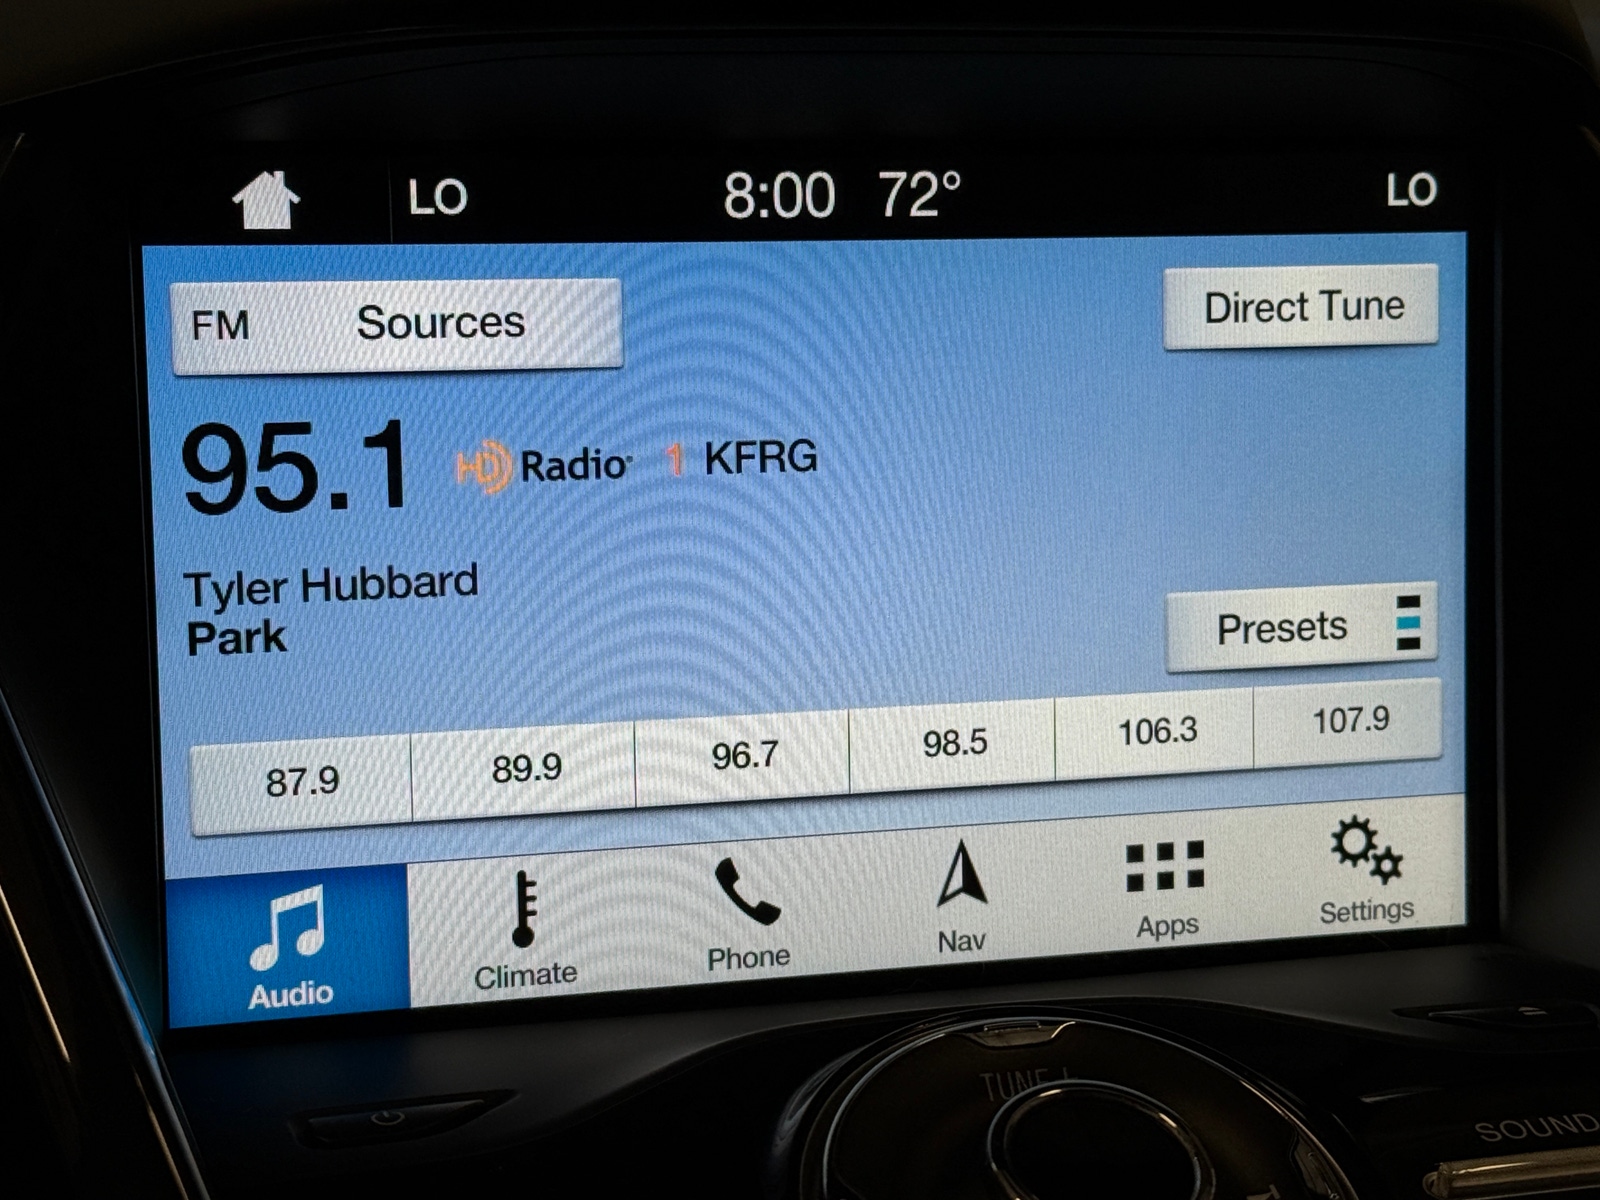 LO 8:00 72° LO
FM Sources Direct Tune
95.1 HD Radio 1 KFRG
Tyler Hubbard
Park
Presets
87.9 89.9 96.7 98.5 106.3 107.9
Audio Climate Phone Nav Apps Settings
TUNE
SOUND